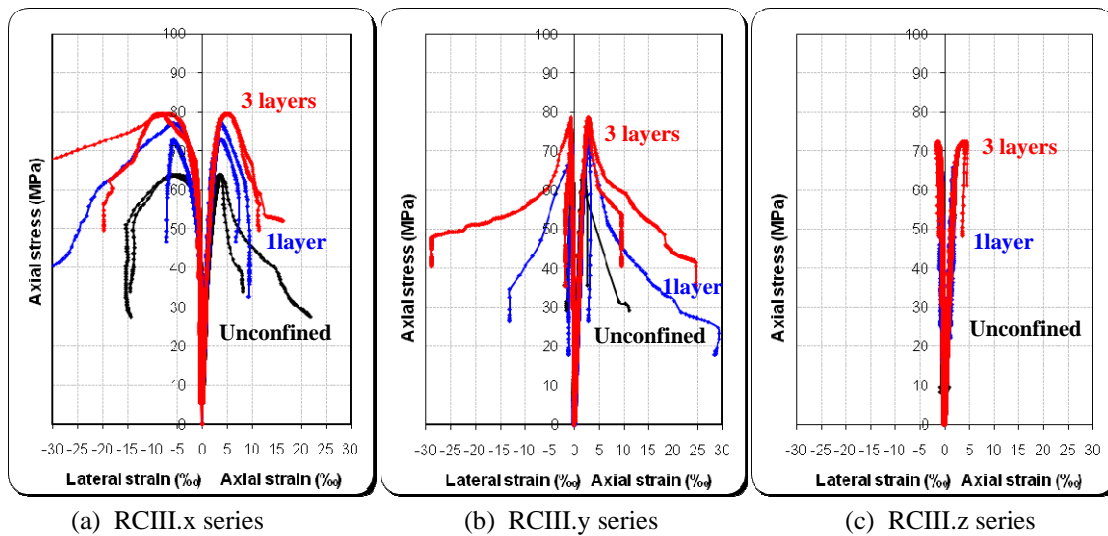 100
90
80
70
60
50
40
30
20
10
0
-30 -25 -20 -15 -10 -5 0 5 10 15 20 25 30
Axial stress (MPa)
Lateral strain (‰) Axial strain (‰)
3 layers
1layer
Unconfined
(a) RCIII.x series
100
90
80
70
60
50
40
30
20
10
0
-30 -25 -20 -15 -10 -5 0 5 10 15 20 25 30
Axial stress (MPa)
Lateral strain (‰) Axial strain (‰)
3 layers
1layer
Unconfined
(b) RCIII.y series
100
90
80
70
60
50
40
30
20
10
0
-30 -25 -20 -15 -10 -5 0 5 10 15 20 25 30
Axial stress (MPa)
Lateral strain (‰) Axial strain (‰)
3 layers
1layer
Unconfined
(c) RCIII.z series